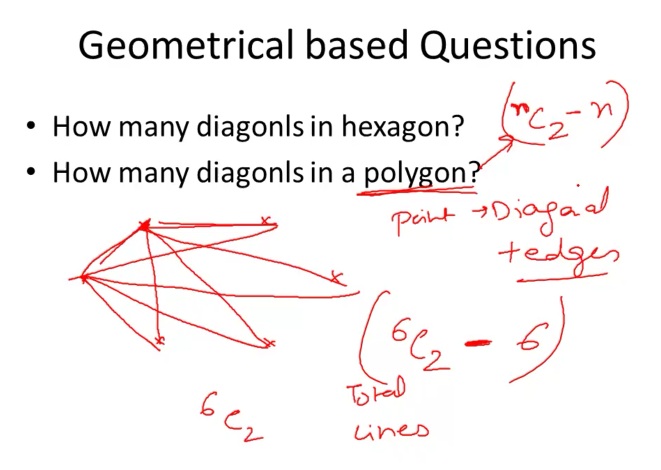 Geometrical based Questions
(ⁿC₂ - n)
• How many diagonls in hexagon?
• How many diagonls in a polygon?
point → Diagonal
+ edges
(⁶C₂ - 6)
Total
lines
⁶C₂